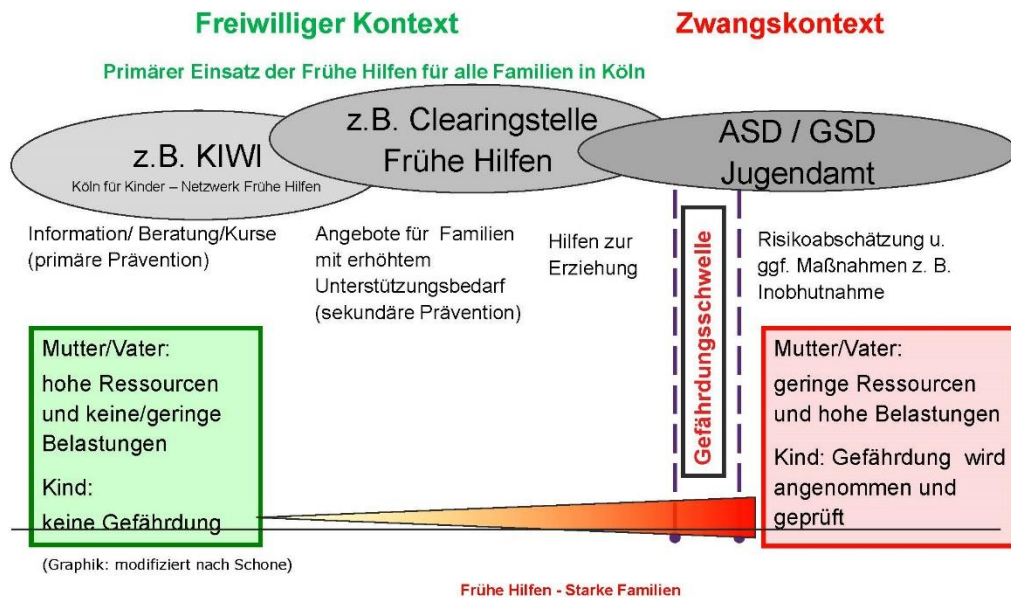 Freiwilliger Kontext
Zwangskontext
Primärer Einsatz der Frühe Hilfen für alle Familien in Köln
z.B. KIWI
Köln für Kinder – Netzwerk Frühe Hilfen
z.B. Clearingstelle
Frühe Hilfen
ASD / GSD
Jugendamt
Information/ Beratung/Kurse
(primäre Prävention)
Angebote für Familien
mit erhöhtem
Unterstützungsbedarf
(sekundäre Prävention)
Hilfen zur
Erziehung
Gefährdungsschwelle
Risikoabschätzung u.
ggf. Maßnahmen z. B.
Inobhutnahme
Mutter/Vater:
hohe Ressourcen
und keine/geringe
Belastungen
Kind:
keine Gefährdung
Mutter/Vater:
geringe Ressourcen
und hohe Belastungen
Kind: Gefährdung wird
angenommen und
geprüft
(Graphik: modifiziert nach Schone)
Frühe Hilfen - Starke Familien